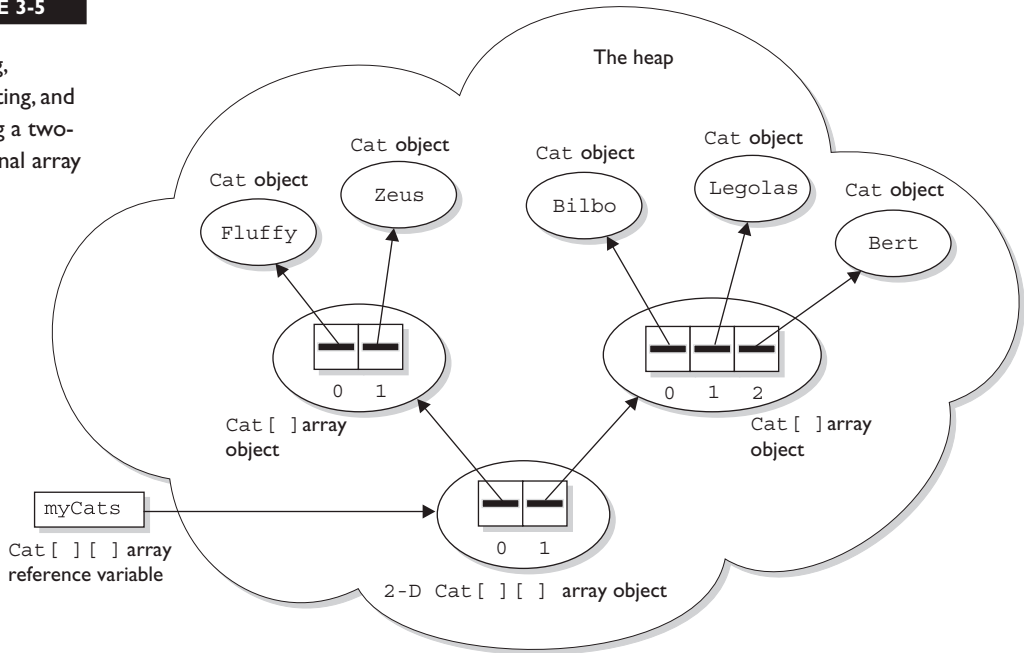 3-5
and
a two-
array
The heap
Cat object
Cat object
Cat object
Cat object
Cat object
Fluffy
Zeus
Bilbo
Legolas
Bert
0 1
0 1 2
Cat[ ] array
object
Cat[ ] array
object
myCats
Cat[ ][ ] array
reference variable
0 1
2-D Cat[ ][ ] array object